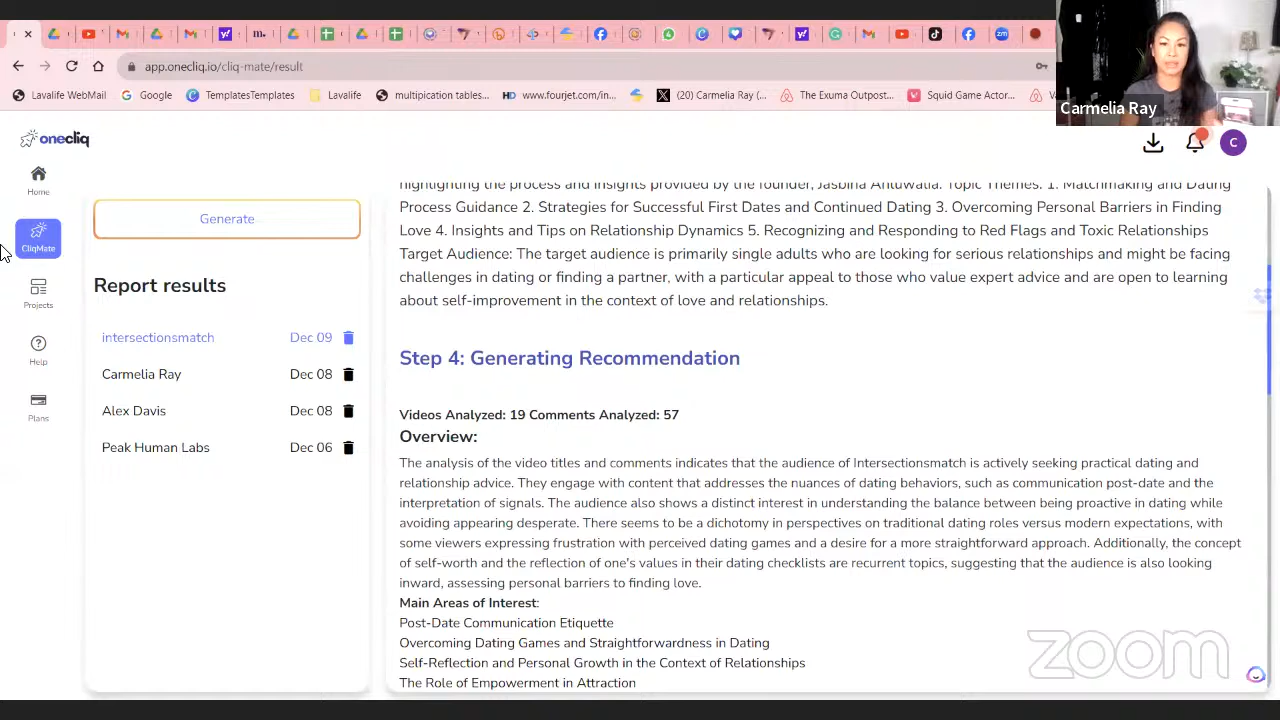 app.onecliq.io/cliq-mate/result
Lavalife WebMail
Google
TemplatesTemplates
Lavalife
multipication tables...
www.fourjet.com/in...
(20) Carmelia Ray (...
The Exuma Outpost...
Squid Game Actor...
Carmelia Ray
onecliq
C
Home
CliqMate
Projects
Help
Plans
Generate
Report results
intersectionsmatch Dec 09
Carmelia Ray Dec 08
Alex Davis Dec 08
Peak Human Labs Dec 06
highlighting the process and insights provided by the founder, Jasbina Ahluwalia. Topic Themes: 1. Matchmaking and Dating
Process Guidance 2. Strategies for Successful First Dates and Continued Dating 3. Overcoming Personal Barriers in Finding
Love 4. Insights and Tips on Relationship Dynamics 5. Recognizing and Responding to Red Flags and Toxic Relationships
Target Audience: The target audience is primarily single adults who are looking for serious relationships and might be facing
challenges in dating or finding a partner, with a particular appeal to those who value expert advice and are open to learning
about self-improvement in the context of love and relationships.
Step 4: Generating Recommendation
Videos Analyzed: 19 Comments Analyzed: 57
Overview:
The analysis of the video titles and comments indicates that the audience of Intersectionsmatch is actively seeking practical dating and
relationship advice. They engage with content that addresses the nuances of dating behaviors, such as communication post-date and the
interpretation of signals. The audience also shows a distinct interest in understanding the balance between being proactive in dating while
avoiding appearing desperate. There seems to be a dichotomy in perspectives on traditional dating roles versus modern expectations, with
some viewers expressing frustration with perceived dating games and a desire for a more straightforward approach. Additionally, the concept
of self-worth and the reflection of one's values in their dating checklists are recurrent topics, suggesting that the audience is also looking
inward, assessing personal barriers to finding love.
Main Areas of Interest:
Post-Date Communication Etiquette
Overcoming Dating Games and Straightforwardness in Dating
Self-Reflection and Personal Growth in the Context of Relationships
The Role of Empowerment in Attraction
zoom